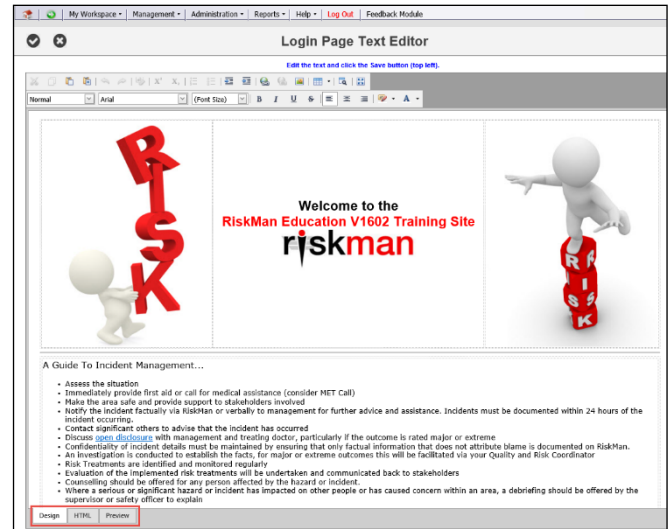 My Workspace Management Administration Reports Help Log Out Feedback Module
Login Page Text Editor
Edit the text and click the Save button (top left).
Normal Arial (Font Size) B I U S A
RISK
Welcome to the
RiskMan Education V1602 Training Site
riskman
R R
I I
S S
K
A Guide To Incident Management...
• Assess the situation
• Immediately provide first aid or call for medical assistance (consider MET Call)
• Make the area safe and provide support to stakeholders involved
• Notify the incident factually via RiskMan or verbally to management for further advice and assistance. Incidents must be documented within 24 hours of the
incident occurring.
• Contact significant others to advise that the incident has occurred
• Discuss open disclosure with management and treating doctor, particularly if the outcome is rated major or extreme
• Confidentiality of incident details must be maintained by ensuring that only factual information that does not attribute blame is documented on RiskMan.
• An investigation is conducted to establish the facts, for major or extreme outcomes this will be facilitated via your Quality and Risk Coordinator
• Risk Treatments are identified and monitored regularly
• Evaluation of the implemented risk treatments will be undertaken and communicated back to stakeholders
• Counselling should be offered for any person affected by the hazard or incident.
• Where a serious or significant hazard or incident has impacted on other people or has caused concern within an area, a debriefing should be offered by the
supervisor or safety officer to explain
Design HTML Preview